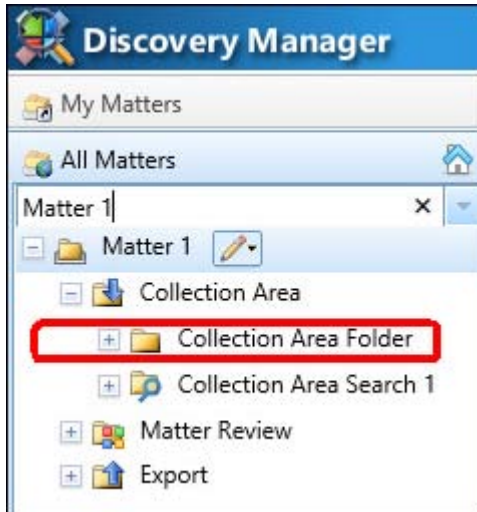 Discovery Manager
My Matters
All Matters
Matter 1
Matter 1
Collection Area
Collection Area Folder
Collection Area Search 1
Matter Review
Export